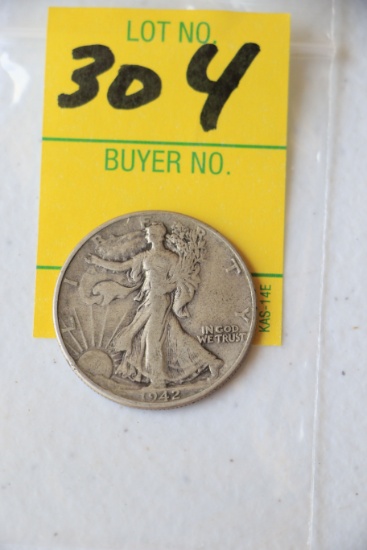 LOT NO.
304
BUYER NO.
KAS-14E
LIBERTY
IN GOD
WE TRUST
1942